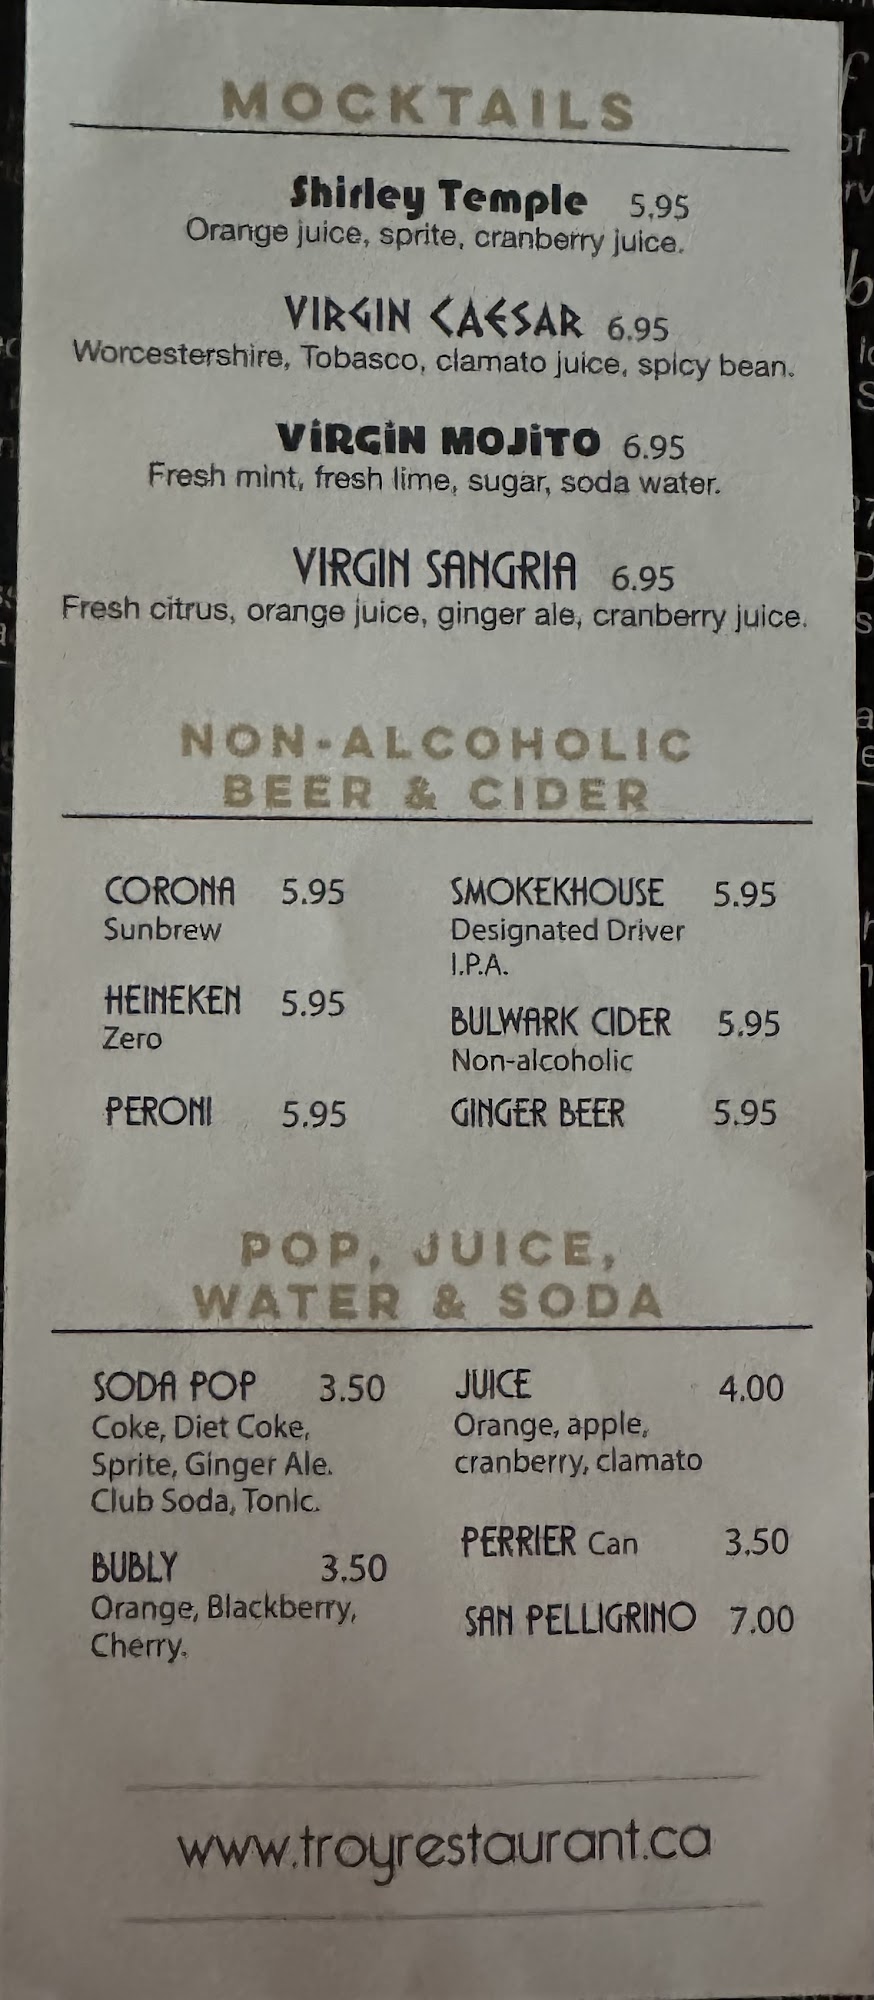 MOCKTAILS
Shirley Temple 5.95
Orange juice, sprite, cranberry juice.
VIRGIN CAESAR 6.95
Worcestershire, Tobasco, clamato juice, spicy bean.
VIRGIN MOJITO 6.95
Fresh mint, fresh lime, sugar, soda water.
VIRGIN SANGRIA 6.95
Fresh citrus, orange juice, ginger ale, cranberry juice.
NON-ALCOHOLIC
BEER & CIDER
CORONA 5.95
Sunbrew
HEINEKEN 5.95
Zero
PERONI 5.95
SMOKEKHOUSE 5.95
Designated Driver
I.P.A.
BULWARK CIDER 5.95
Non-alcoholic
GINGER BEER 5.95
POP, JUICE,
WATER & SODA
SODA POP 3.50
Coke, Diet Coke,
Sprite, Ginger Ale.
Club Soda, Tonic.
BUBLY 3.50
Orange, Blackberry,
Cherry.
JUICE 4.00
Orange, apple,
cranberry, clamato
PERRIER Can 3.50
SAN PELLIGRINO 7.00
www.troyrestaurant.ca